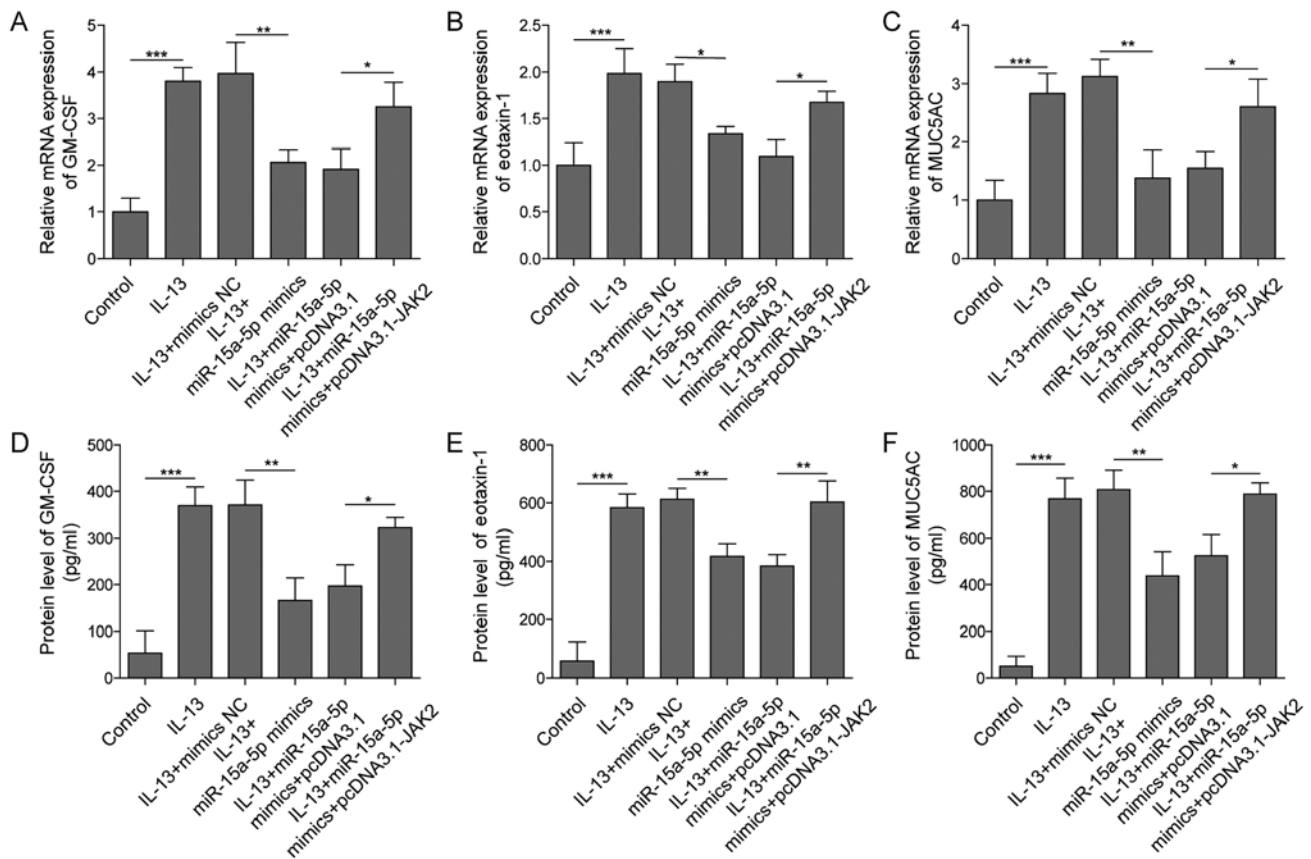 A
Relative mRNA expression
of GM-CSF
5
4
3
2
1
0
***
**
*
Control
IL-13
IL-13+mimics NC
IL-13+
miR-15a-5p mimics
IL-13+miR-15a-5p
mimics+pcDNA3.1
IL-13+miR-15a-5p
mimics+pcDNA3.1-JAK2
B
Relative mRNA expression
of eotaxin-1
2.5
2.0
1.5
1.0
0.5
0.0
***
*
*
Control
IL-13
IL-13+mimics NC
IL-13+
miR-15a-5p mimics
IL-13+miR-15a-5p
mimics+pcDNA3.1
IL-13+miR-15a-5p
mimics+pcDNA3.1-JAK2
C
Relative mRNA expression
of MUC5AC
4
3
2
1
0
***
**
*
Control
IL-13
IL-13+mimics NC
IL-13+
miR-15a-5p mimics
IL-13+miR-15a-5p
mimics+pcDNA3.1
IL-13+miR-15a-5p
mimics+pcDNA3.1-JAK2
D
Protein level of GM-CSF
(pg/ml)
500
400
300
200
100
0
***
**
*
Control
IL-13
IL-13+mimics NC
IL-13+
miR-15a-5p mimics
IL-13+miR-15a-5p
mimics+pcDNA3.1
IL-13+miR-15a-5p
mimics+pcDNA3.1-JAK2
E
Protein level of eotaxin-1
(pg/ml)
800
600
400
200
0
***
**
**
Control
IL-13
IL-13+mimics NC
IL-13+
miR-15a-5p mimics
IL-13+miR-15a-5p
mimics+pcDNA3.1
IL-13+miR-15a-5p
mimics+pcDNA3.1-JAK2
F
Protein level of MUC5AC
(pg/ml)
1000
800
600
400
200
0
***
**
*
Control
IL-13
IL-13+mimics NC
IL-13+
miR-15a-5p mimics
IL-13+miR-15a-5p
mimics+pcDNA3.1
IL-13+miR-15a-5p
mimics+pcDNA3.1-JAK2